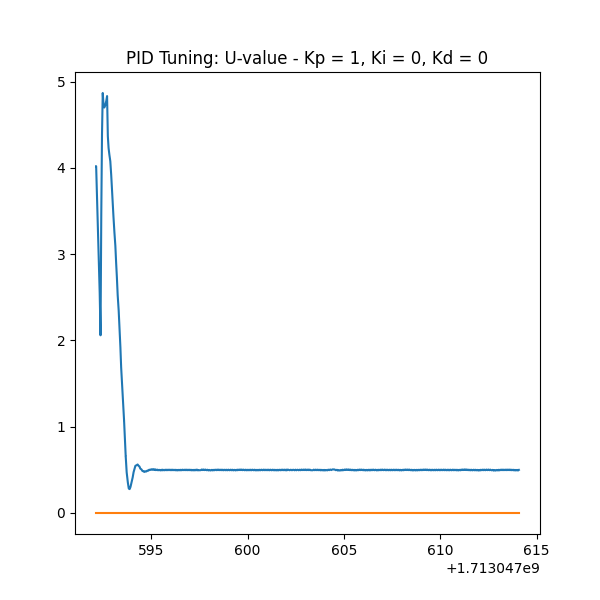 PID Tuning: U-value - Kp = 1, Ki = 0, Kd = 0
5
4
3
2
1
0
595 600 605 610 615
+1.713047e9